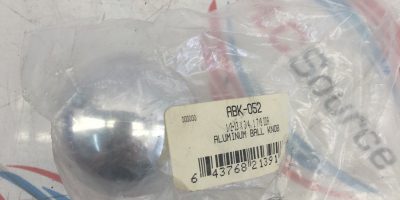 ABK-052
ALUMINUM BALL KNOB
6 43768 21391
Source